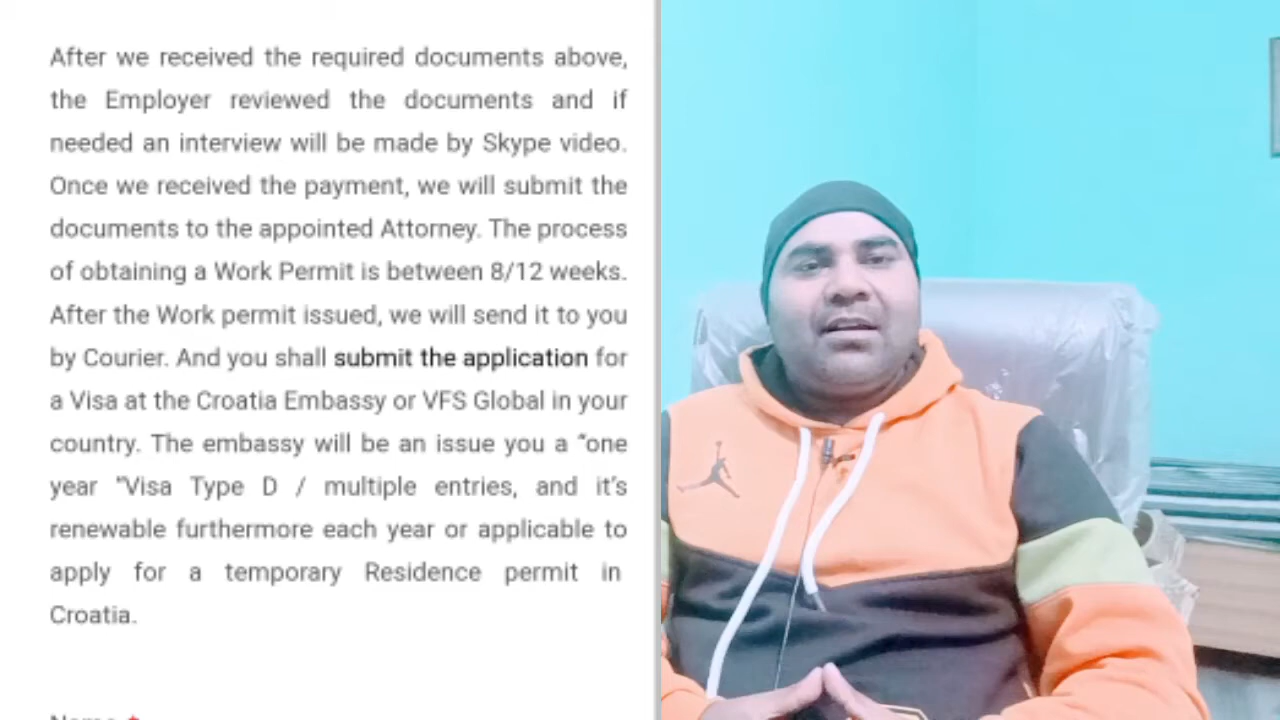 After we received the required documents above,
the Employer reviewed the documents and if
needed an interview will be made by Skype video.
Once we received the payment, we will submit the
documents to the appointed Attorney. The process
of obtaining a Work Permit is between 8/12 weeks.
After the Work permit issued, we will send it to you
by Courier. And you shall submit the application for
a Visa at the Croatia Embassy or VFS Global in your
country. The embassy will be an issue you a “one
year “Visa Type D / multiple entries, and it’s
renewable furthermore each year or applicable to
apply for a temporary Residence permit in
Croatia.
Name *